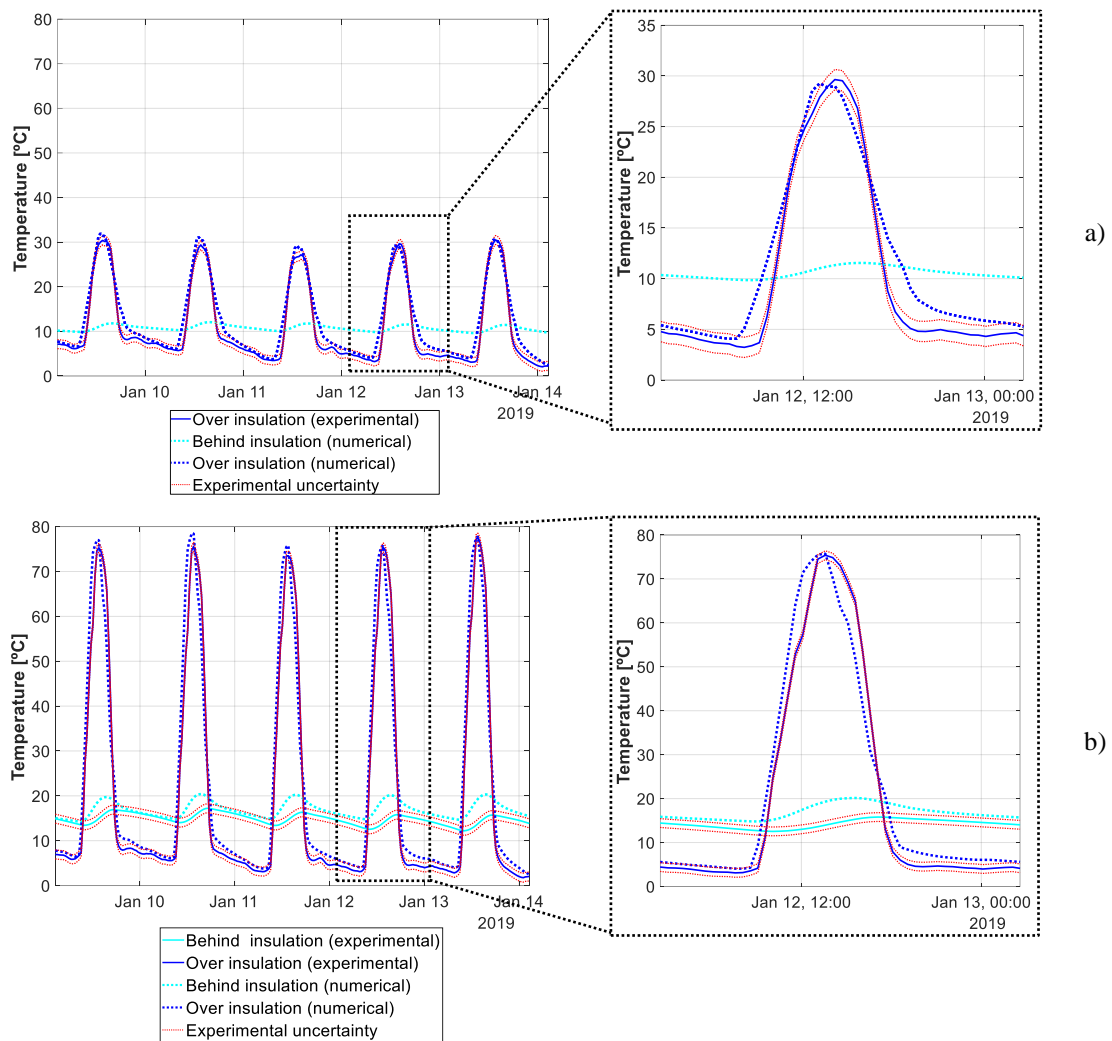 80
70
60
50
40
30
20
10
0
Temperature [ºC]
Jan 10 Jan 11 Jan 12 Jan 13 Jan 14
2019
35
30
25
20
15
10
5
0
Temperature [ºC]
Jan 12, 12:00 Jan 13, 00:00
2019
a)
Over insulation (experimental)
Behind insulation (numerical)
Over insulation (numerical)
Experimental uncertainty
80
70
60
50
40
30
20
10
0
Temperature [ºC]
Jan 10 Jan 11 Jan 12 Jan 13 Jan 14
2019
80
70
60
50
40
30
20
10
0
Temperature [ºC]
Jan 12, 12:00 Jan 13, 00:00
2019
b)
Behind insulation (experimental)
Over insulation (experimental)
Behind insulation (numerical)
Over insulation (numerical)
Experimental uncertainty